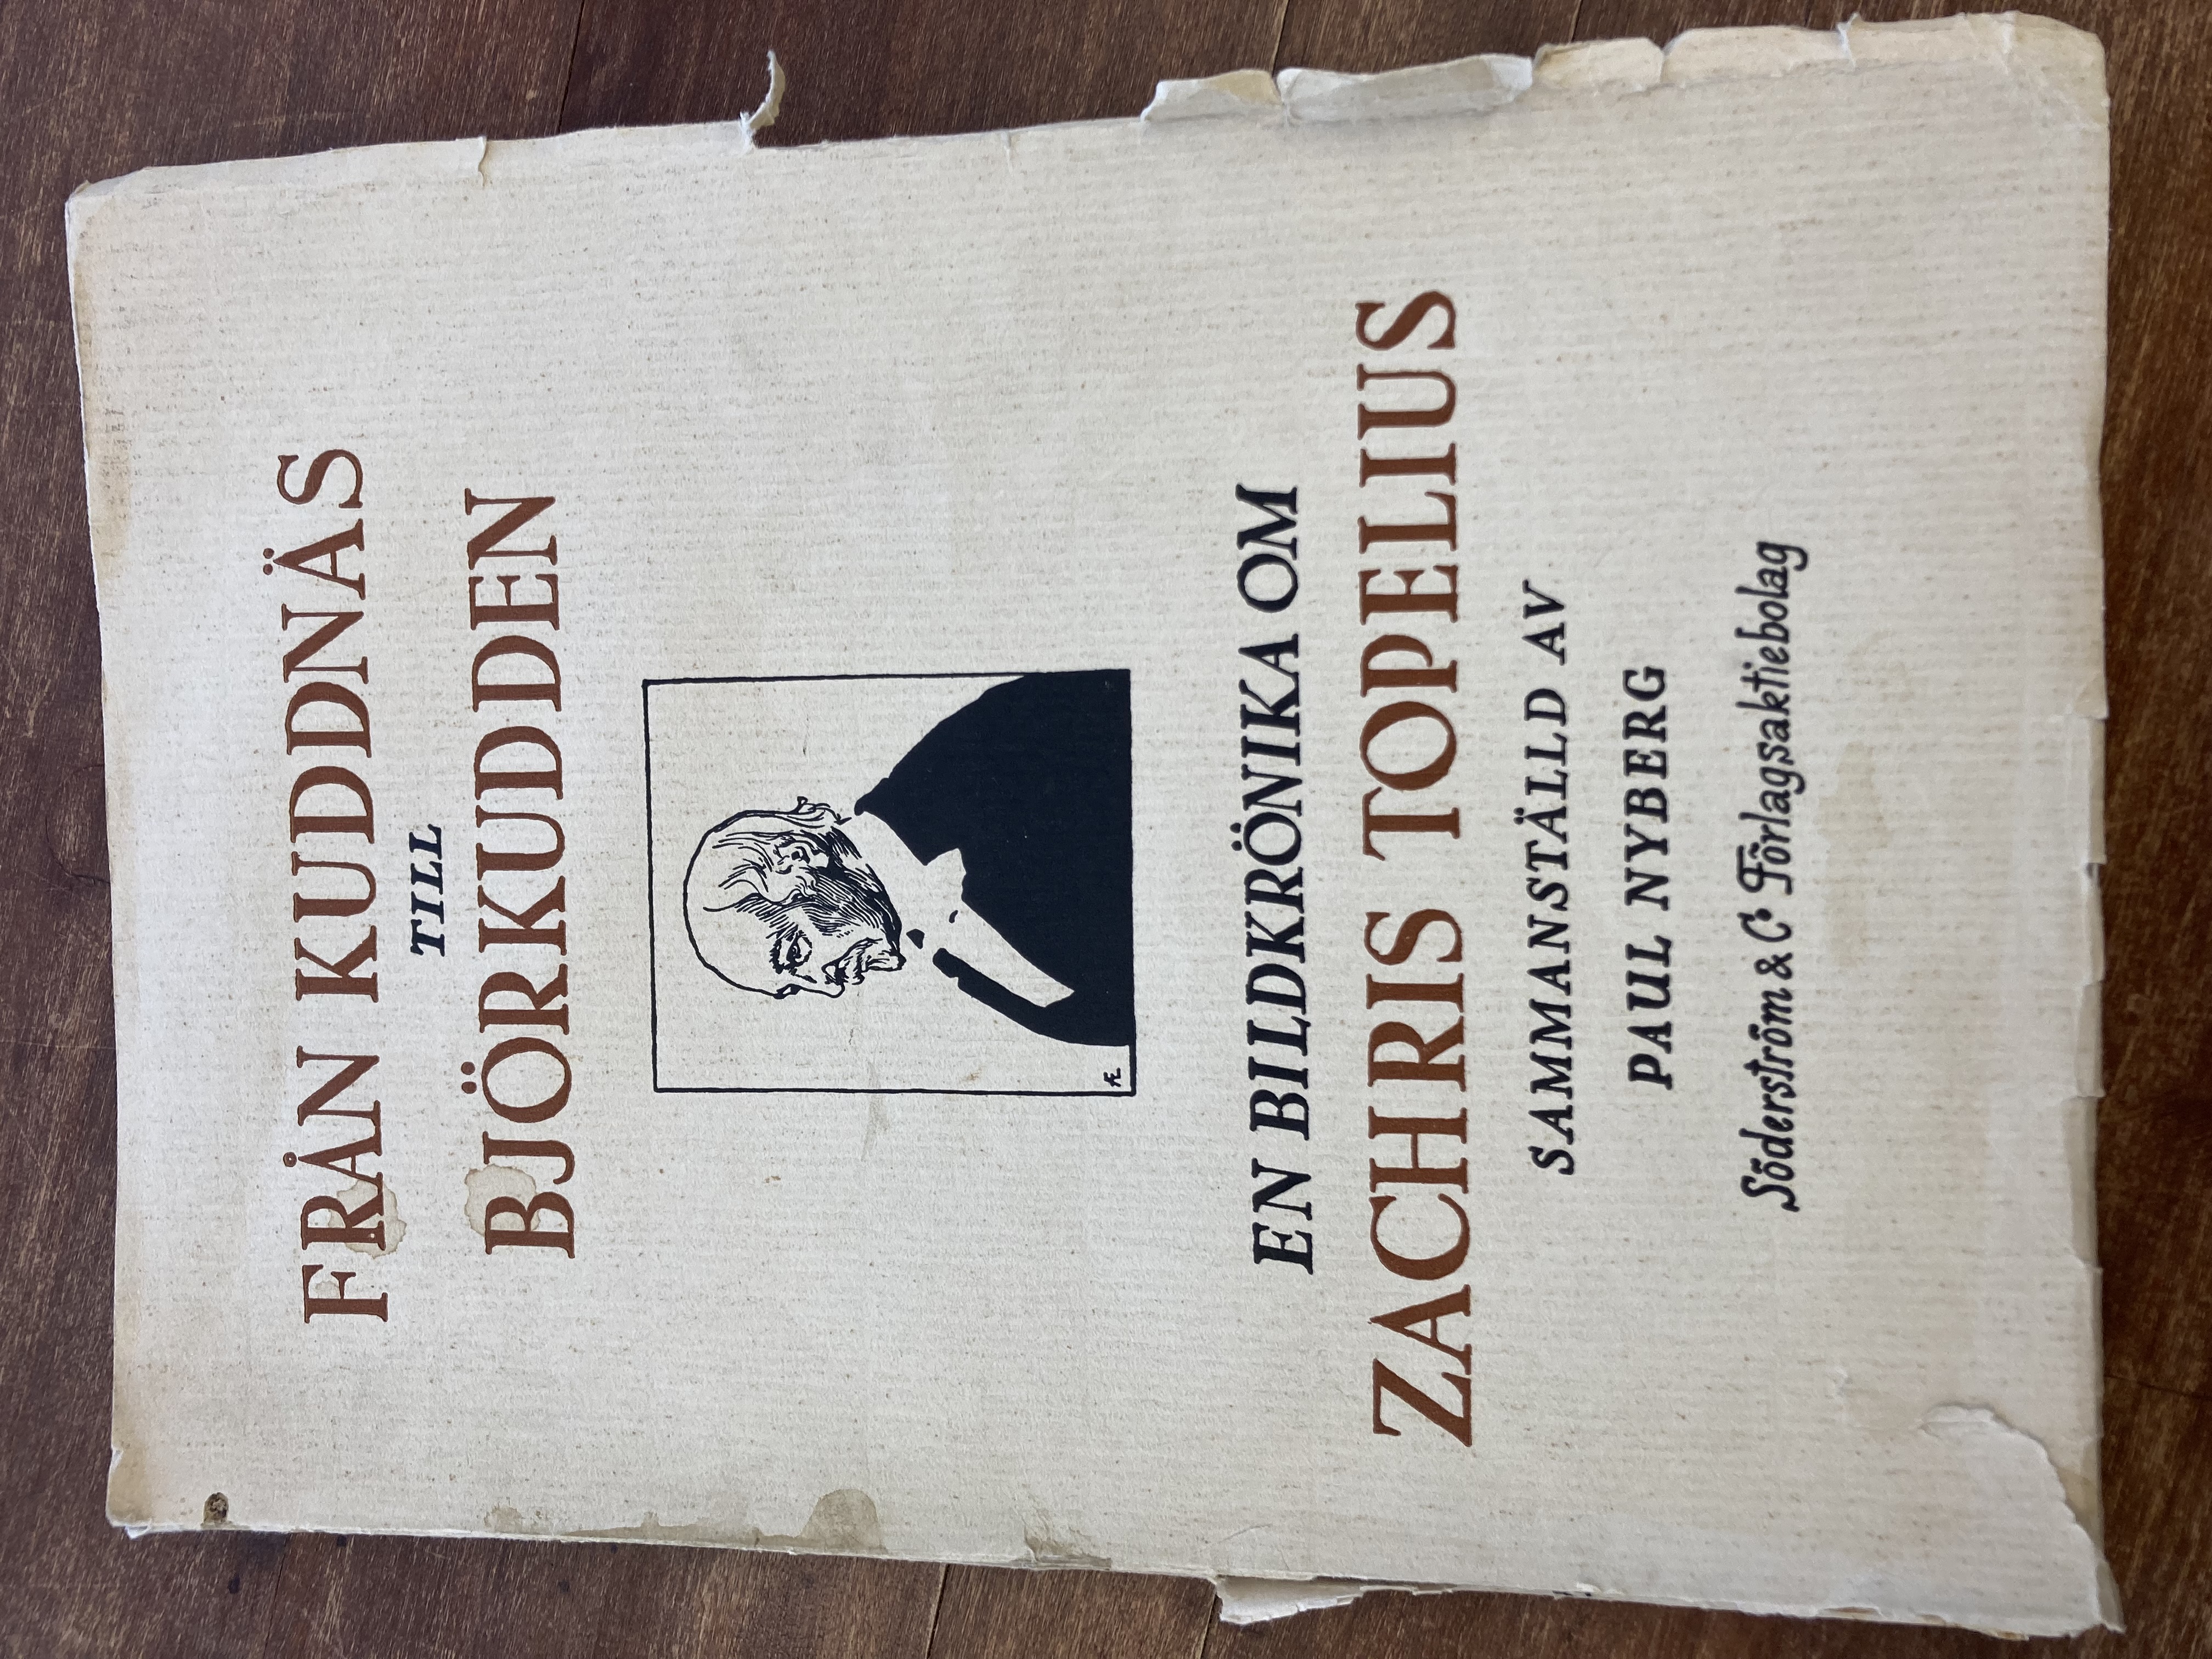 FRÅN KUDDNÄS
TILL
BJÖRKUDDEN
Æ
EN BILDKRÖNIKA OM
ZACHRIS TOPELIUS
SAMMANSTÄLLD AV
PAUL NYBERG
Söderström & Co Förlagsaktiebolag